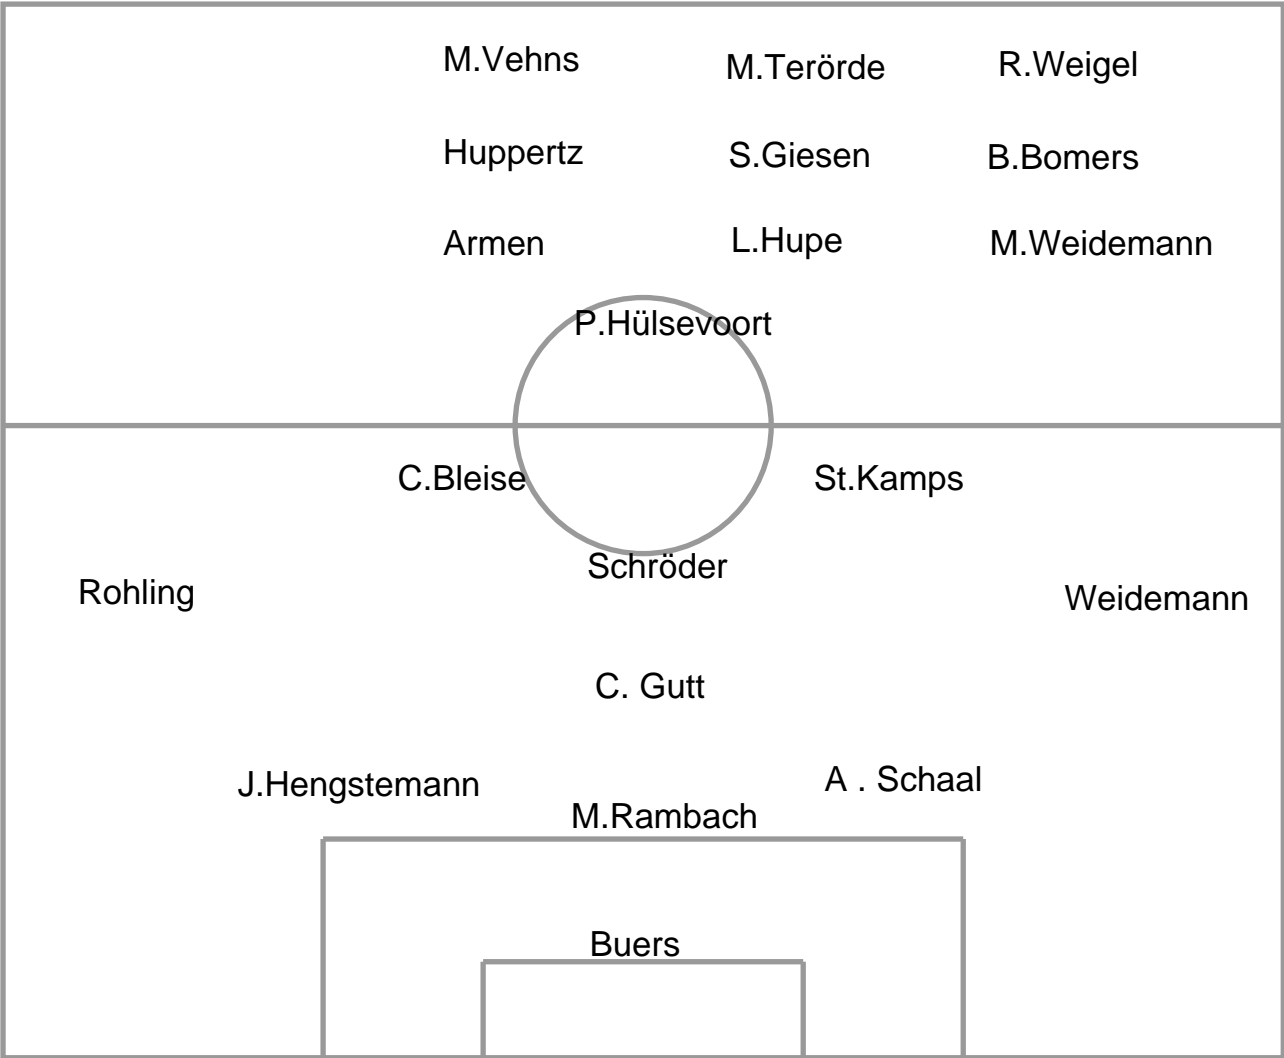 M.Vehns
M.Terörde
R.Weigel
Huppertz
S.Giesen
B.Bomers
Armen
L.Hupe
M.Weidemann
P.Hülsevoort
C.Bleise
St.Kamps
Schröder
Rohling
Weidemann
C. Gutt
J.Hengstemann
A . Schaal
M.Rambach
Buers